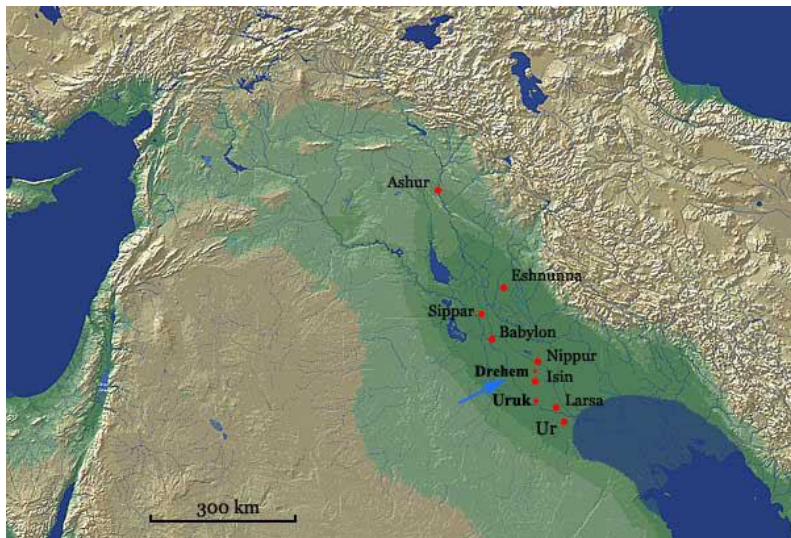 Ashur
Eshnunna
Sippar
Babylon
Nippur
Drehem
Isin
Uruk
Larsa
Ur
300 km